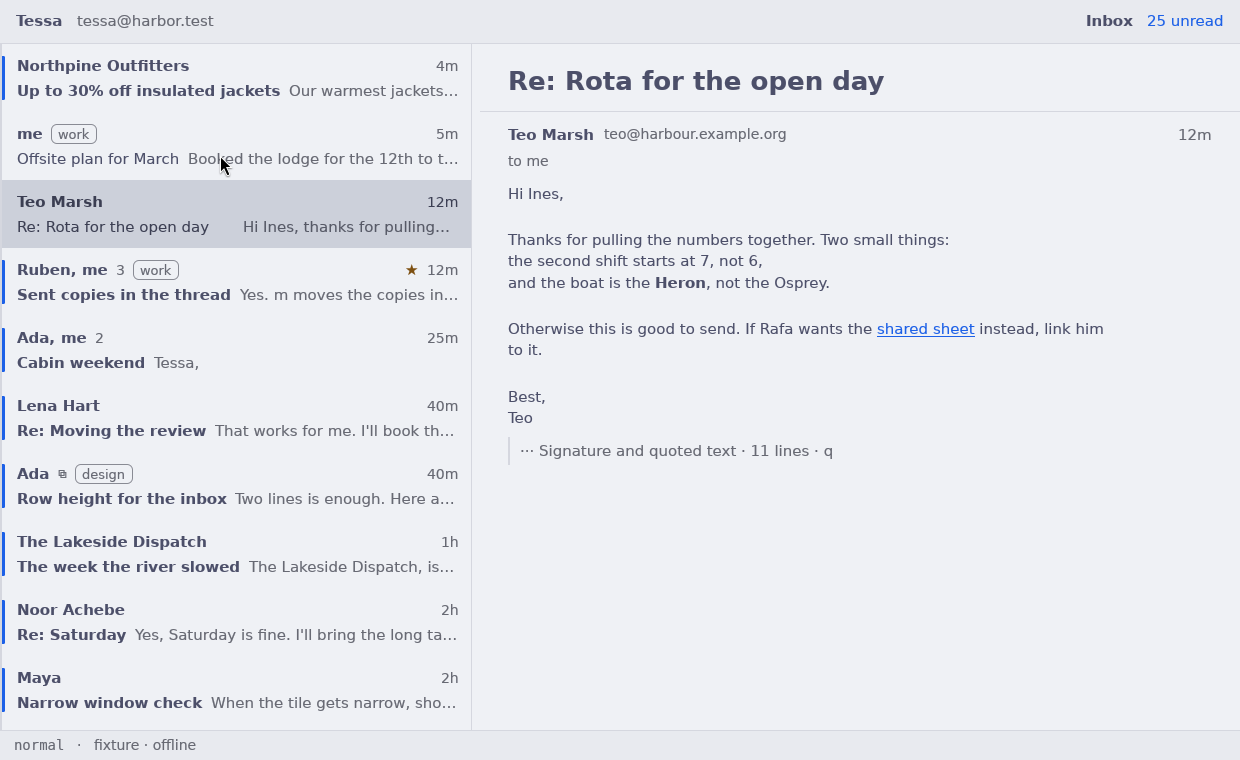 Tessa tessa@harbor.test Inbox 25 unread
Northpine Outfitters 4m
Up to 30% off insulated jackets Our warmest jackets…
me work 5m
Offsite plan for March Booked the lodge for the 12th to t…
Teo Marsh 12m
Re: Rota for the open day Hi Ines, thanks for pulling…
Ruben, me 3 work ★ 12m
Sent copies in the thread Yes. m moves the copies in…
Ada, me 2 25m
Cabin weekend Tessa,
Lena Hart 40m
Re: Moving the review That works for me. I'll book th…
Ada design 40m
Row height for the inbox Two lines is enough. Here a…
The Lakeside Dispatch 1h
The week the river slowed The Lakeside Dispatch, is…
Noor Achebe 2h
Re: Saturday Yes, Saturday is fine. I'll bring the long ta…
Maya 2h
Narrow window check When the tile gets narrow, sho…
Re: Rota for the open day
Teo Marsh teo@harbour.example.org 12m
to me
Hi Ines,
Thanks for pulling the numbers together. Two small things:
the second shift starts at 7, not 6,
and the boat is the Heron, not the Osprey.
Otherwise this is good to send. If Rafa wants the shared sheet instead, link him
to it.
Best,
Teo
··· Signature and quoted text · 11 lines · q
normal · fixture · offline